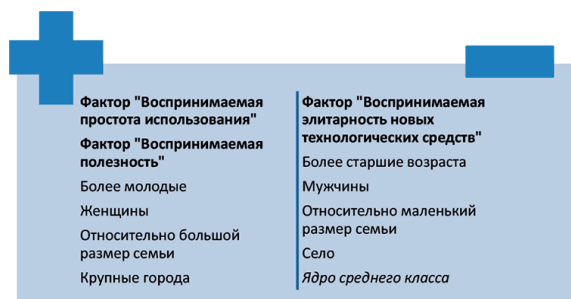 Фактор "Воспринимаемая
простота использования"
Фактор "Воспринимаемая
полезность"
Более молодые
Женщины
Относительно большой
размер семьи
Крупные города
Фактор "Воспринимаемая
элитарность новых
технологических средств"
Более старшие возраста
Мужчины
Относительно маленький
размер семьи
Село
Ядро среднего класса